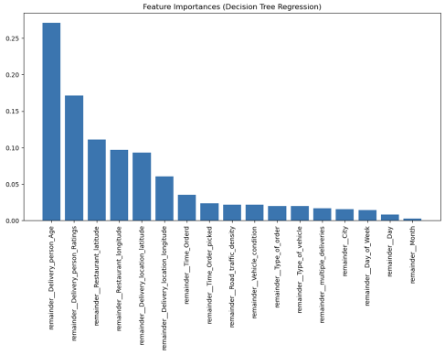 Feature Importances (Decision Tree Regression)
0.25
0.20
0.15
0.10
0.05
0.00
remainder__Delivery_person_Age
remainder__Delivery_person_Ratings
remainder__Restaurant_latitude
remainder__Restaurant_longitude
remainder__Delivery_location_latitude
remainder__Delivery_location_longitude
remainder__Time_Orderd
remainder__Time_Order_picked
remainder__Road_traffic_density
remainder__Vehicle_condition
remainder__Type_of_order
remainder__Type_of_vehicle
remainder__multiple_deliveries
remainder__City
remainder__Day_of_Week
remainder__Day
remainder__Month